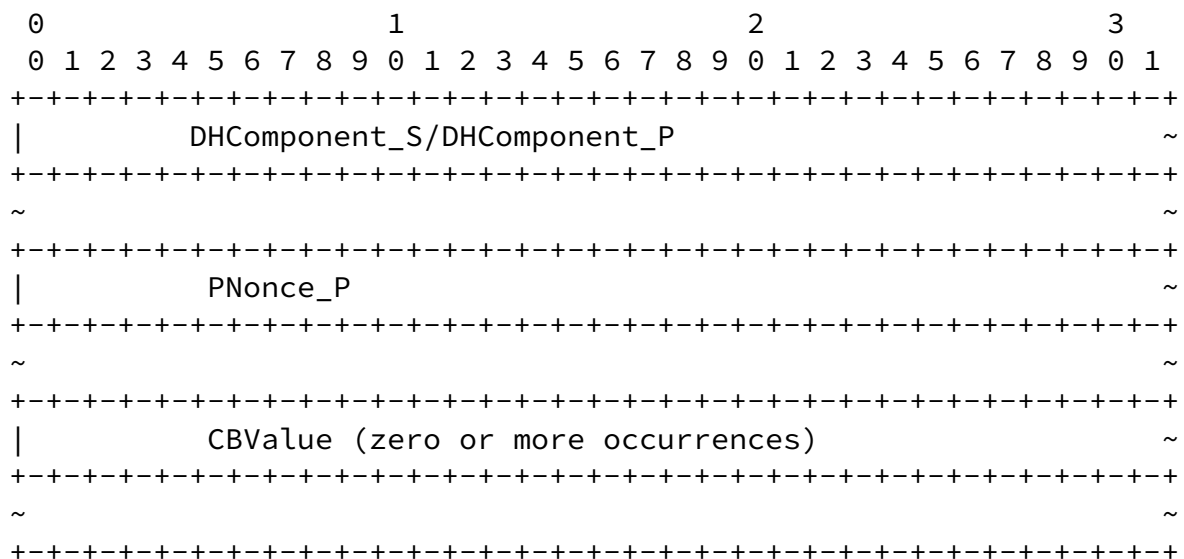 0                   1                   2                   3
 0 1 2 3 4 5 6 7 8 9 0 1 2 3 4 5 6 7 8 9 0 1 2 3 4 5 6 7 8 9 0 1
+-+-+-+-+-+-+-+-+-+-+-+-+-+-+-+-+-+-+-+-+-+-+-+-+-+-+-+-+-+-+-+-+
|         DHComponent_S/DHComponent_P                           ~
+-+-+-+-+-+-+-+-+-+-+-+-+-+-+-+-+-+-+-+-+-+-+-+-+-+-+-+-+-+-+-+-+
~                                                               ~
+-+-+-+-+-+-+-+-+-+-+-+-+-+-+-+-+-+-+-+-+-+-+-+-+-+-+-+-+-+-+-+-+
|          PNonce_P                                             ~
+-+-+-+-+-+-+-+-+-+-+-+-+-+-+-+-+-+-+-+-+-+-+-+-+-+-+-+-+-+-+-+-+
~                                                               ~
+-+-+-+-+-+-+-+-+-+-+-+-+-+-+-+-+-+-+-+-+-+-+-+-+-+-+-+-+-+-+-+-+
|          CBValue (zero or more occurrences)                   ~
+-+-+-+-+-+-+-+-+-+-+-+-+-+-+-+-+-+-+-+-+-+-+-+-+-+-+-+-+-+-+-+-+
~                                                               ~
+-+-+-+-+-+-+-+-+-+-+-+-+-+-+-+-+-+-+-+-+-+-+-+-+-+-+-+-+-+-+-+-+